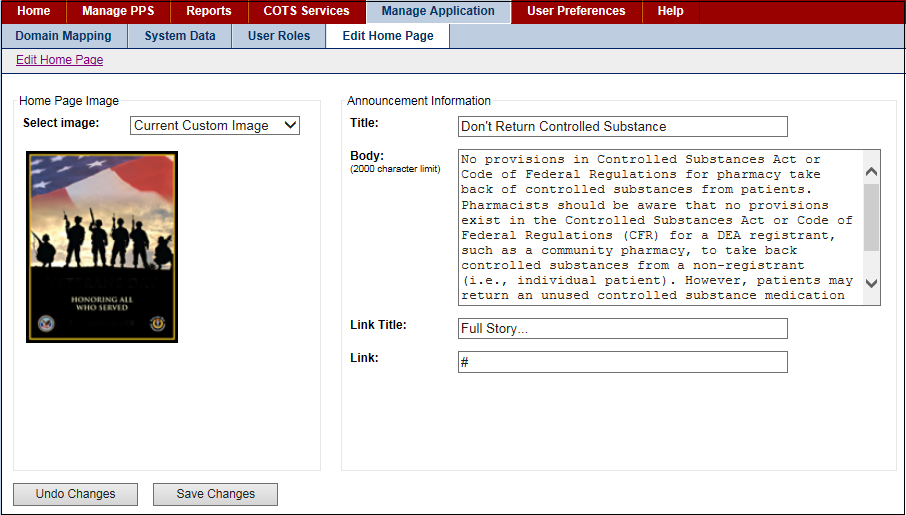 Home Manage PPS Reports COTS Services Manage Application User Preferences Help
Domain Mapping System Data User Roles Edit Home Page
Edit Home Page
Home Page Image
Select image: Current Custom Image
HONORING ALL
WHO SERVED
Announcement Information
Title: Don't Return Controlled Substance
Body:
(2000 character limit)
No provisions in Controlled Substances Act or
Code of Federal Regulations for pharmacy take
back of controlled substances from patients.
Pharmacists should be aware that no provisions
exist in the Controlled Substances Act or Code of
Federal Regulations (CFR) for a DEA registrant,
such as a community pharmacy, to take back
controlled substances from a non-registrant
(i.e., individual patient). However, patients may
return an unused controlled substance medication
Link Title: Full Story...
Link: #
Undo Changes Save Changes